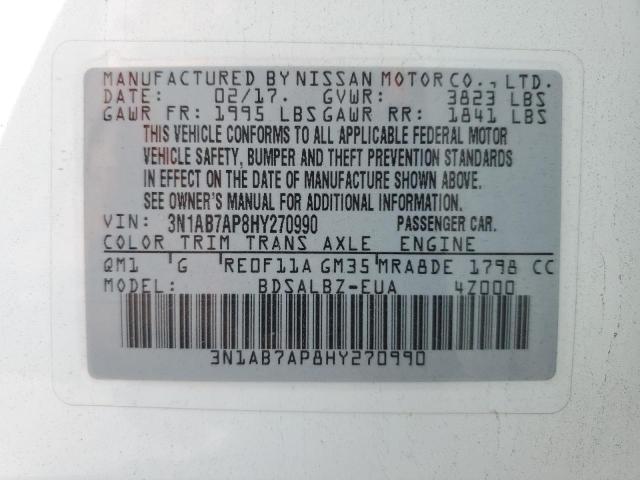 MANUFACTURED BY NISSAN MOTOR CO., LTD.
DATE: 02/17. GVWR: 3823 LBS
GAWR FR: 1995 LBS GAWR RR: 1841 LBS
THIS VEHICLE CONFORMS TO ALL APPLICABLE FEDERAL MOTOR
VEHICLE SAFETY, BUMPER AND THEFT PREVENTION STANDARDS
IN EFFECT ON THE DATE OF MANUFACTURE SHOWN ABOVE.
SEE OWNER'S MANUAL FOR ADDITIONAL INFORMATION.
VIN: 3N1AB7AP8HY270990 PASSENGER CAR.
COLOR TRIM TRANS AXLE ENGINE
QM1 G RE0F11A GM35 MRA8DE 1798 CC
MODEL: BDSALBZ-EUA 4Z000
3N1AB7AP8HY270990